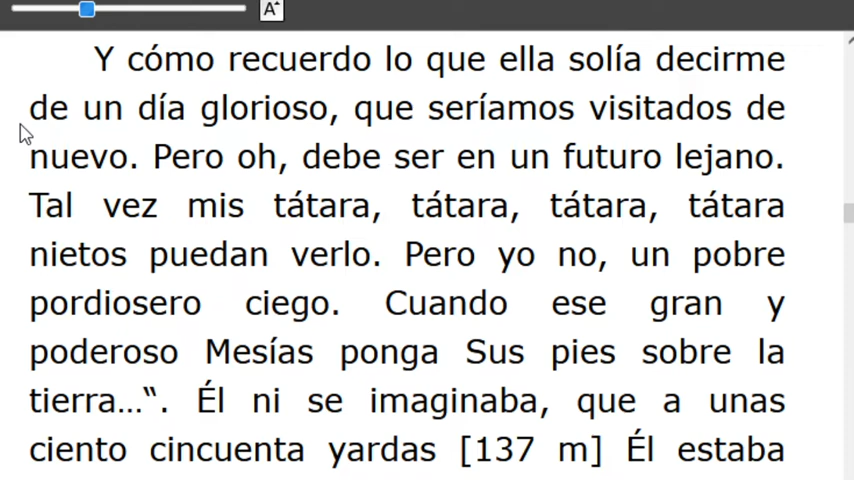 A
Y cómo recuerdo lo que ella solía decirme
de un día glorioso, que seríamos visitados de
nuevo. Pero oh, debe ser en un futuro lejano.
Tal vez mis tátara, tátara, tátara, tátara
nietos puedan verlo. Pero yo no, un pobre
pordiosero ciego. Cuando ese gran y
poderoso Mesías ponga Sus pies sobre la
tierra...“. Él ni se imaginaba, que a unas
ciento cincuenta yardas [137 m] Él estaba